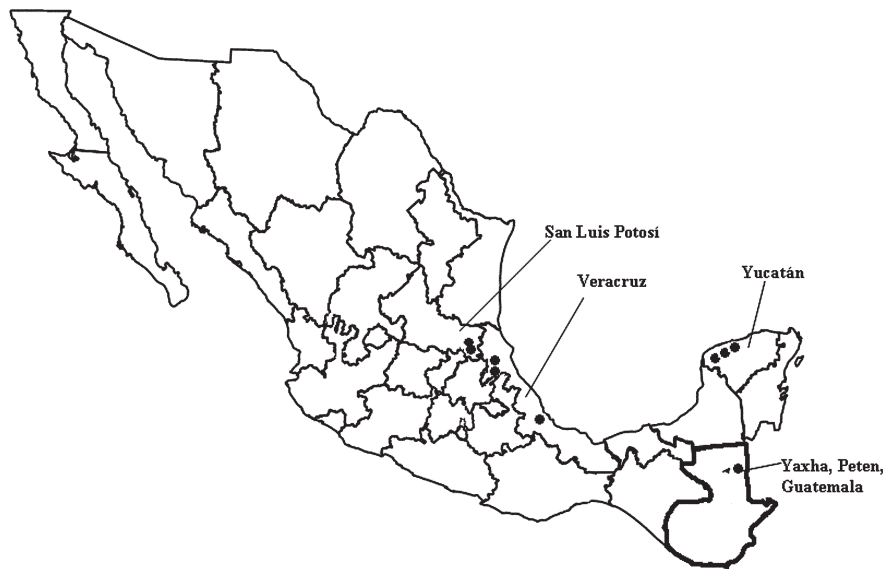 San Luis Potosí
Veracruz
Yucatán
Yaxha, Peten,
Guatemala